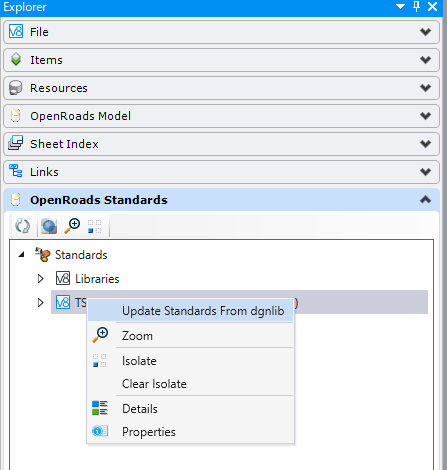 Explorer
File
Items
Resources
OpenRoads Model
Sheet Index
Links
OpenRoads Standards
Standards
Libraries
TS
Update Standards From dgnlib
)
Zoom
Isolate
Clear Isolate
Details
Properties